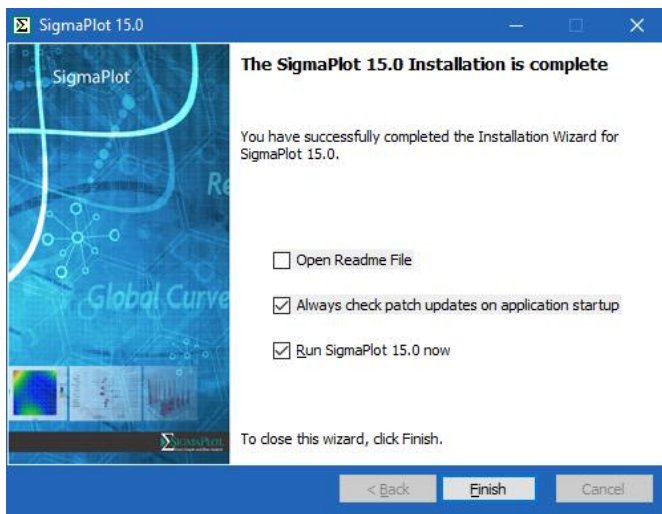 SigmaPlot 15.0
SigmaPlot
The SigmaPlot 15.0 Installation is complete
You have successfully completed the Installation Wizard for
SigmaPlot 15.0.
Re
Global Curve
Open Readme File
Always check patch updates on application startup
Run SigmaPlot 15.0 now
SIGMAPLOT
To close this wizard, click Finish.
< Back
Finish
Cancel